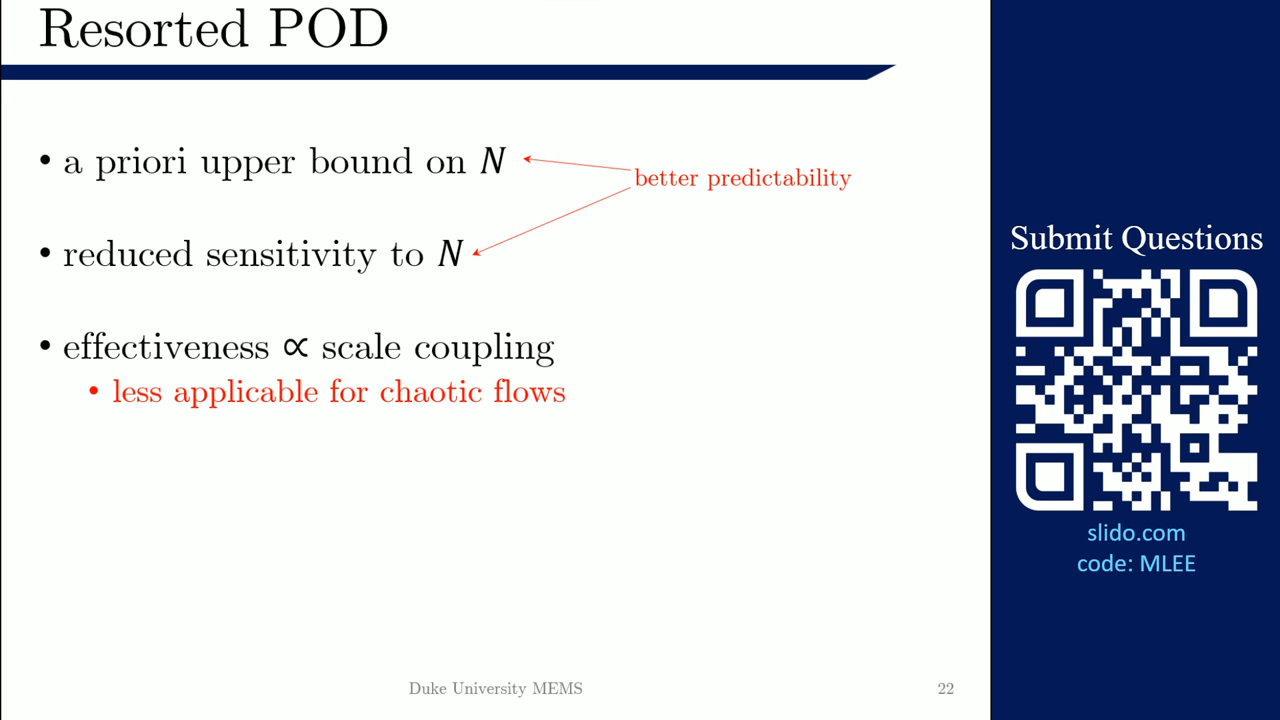 Resorted POD
• a priori upper bound on N
better predictability
• reduced sensitivity to N
• effectiveness ∝ scale coupling
• less applicable for chaotic flows
Submit Questions
slido.com
code: MLEE
Duke University MEMS
22